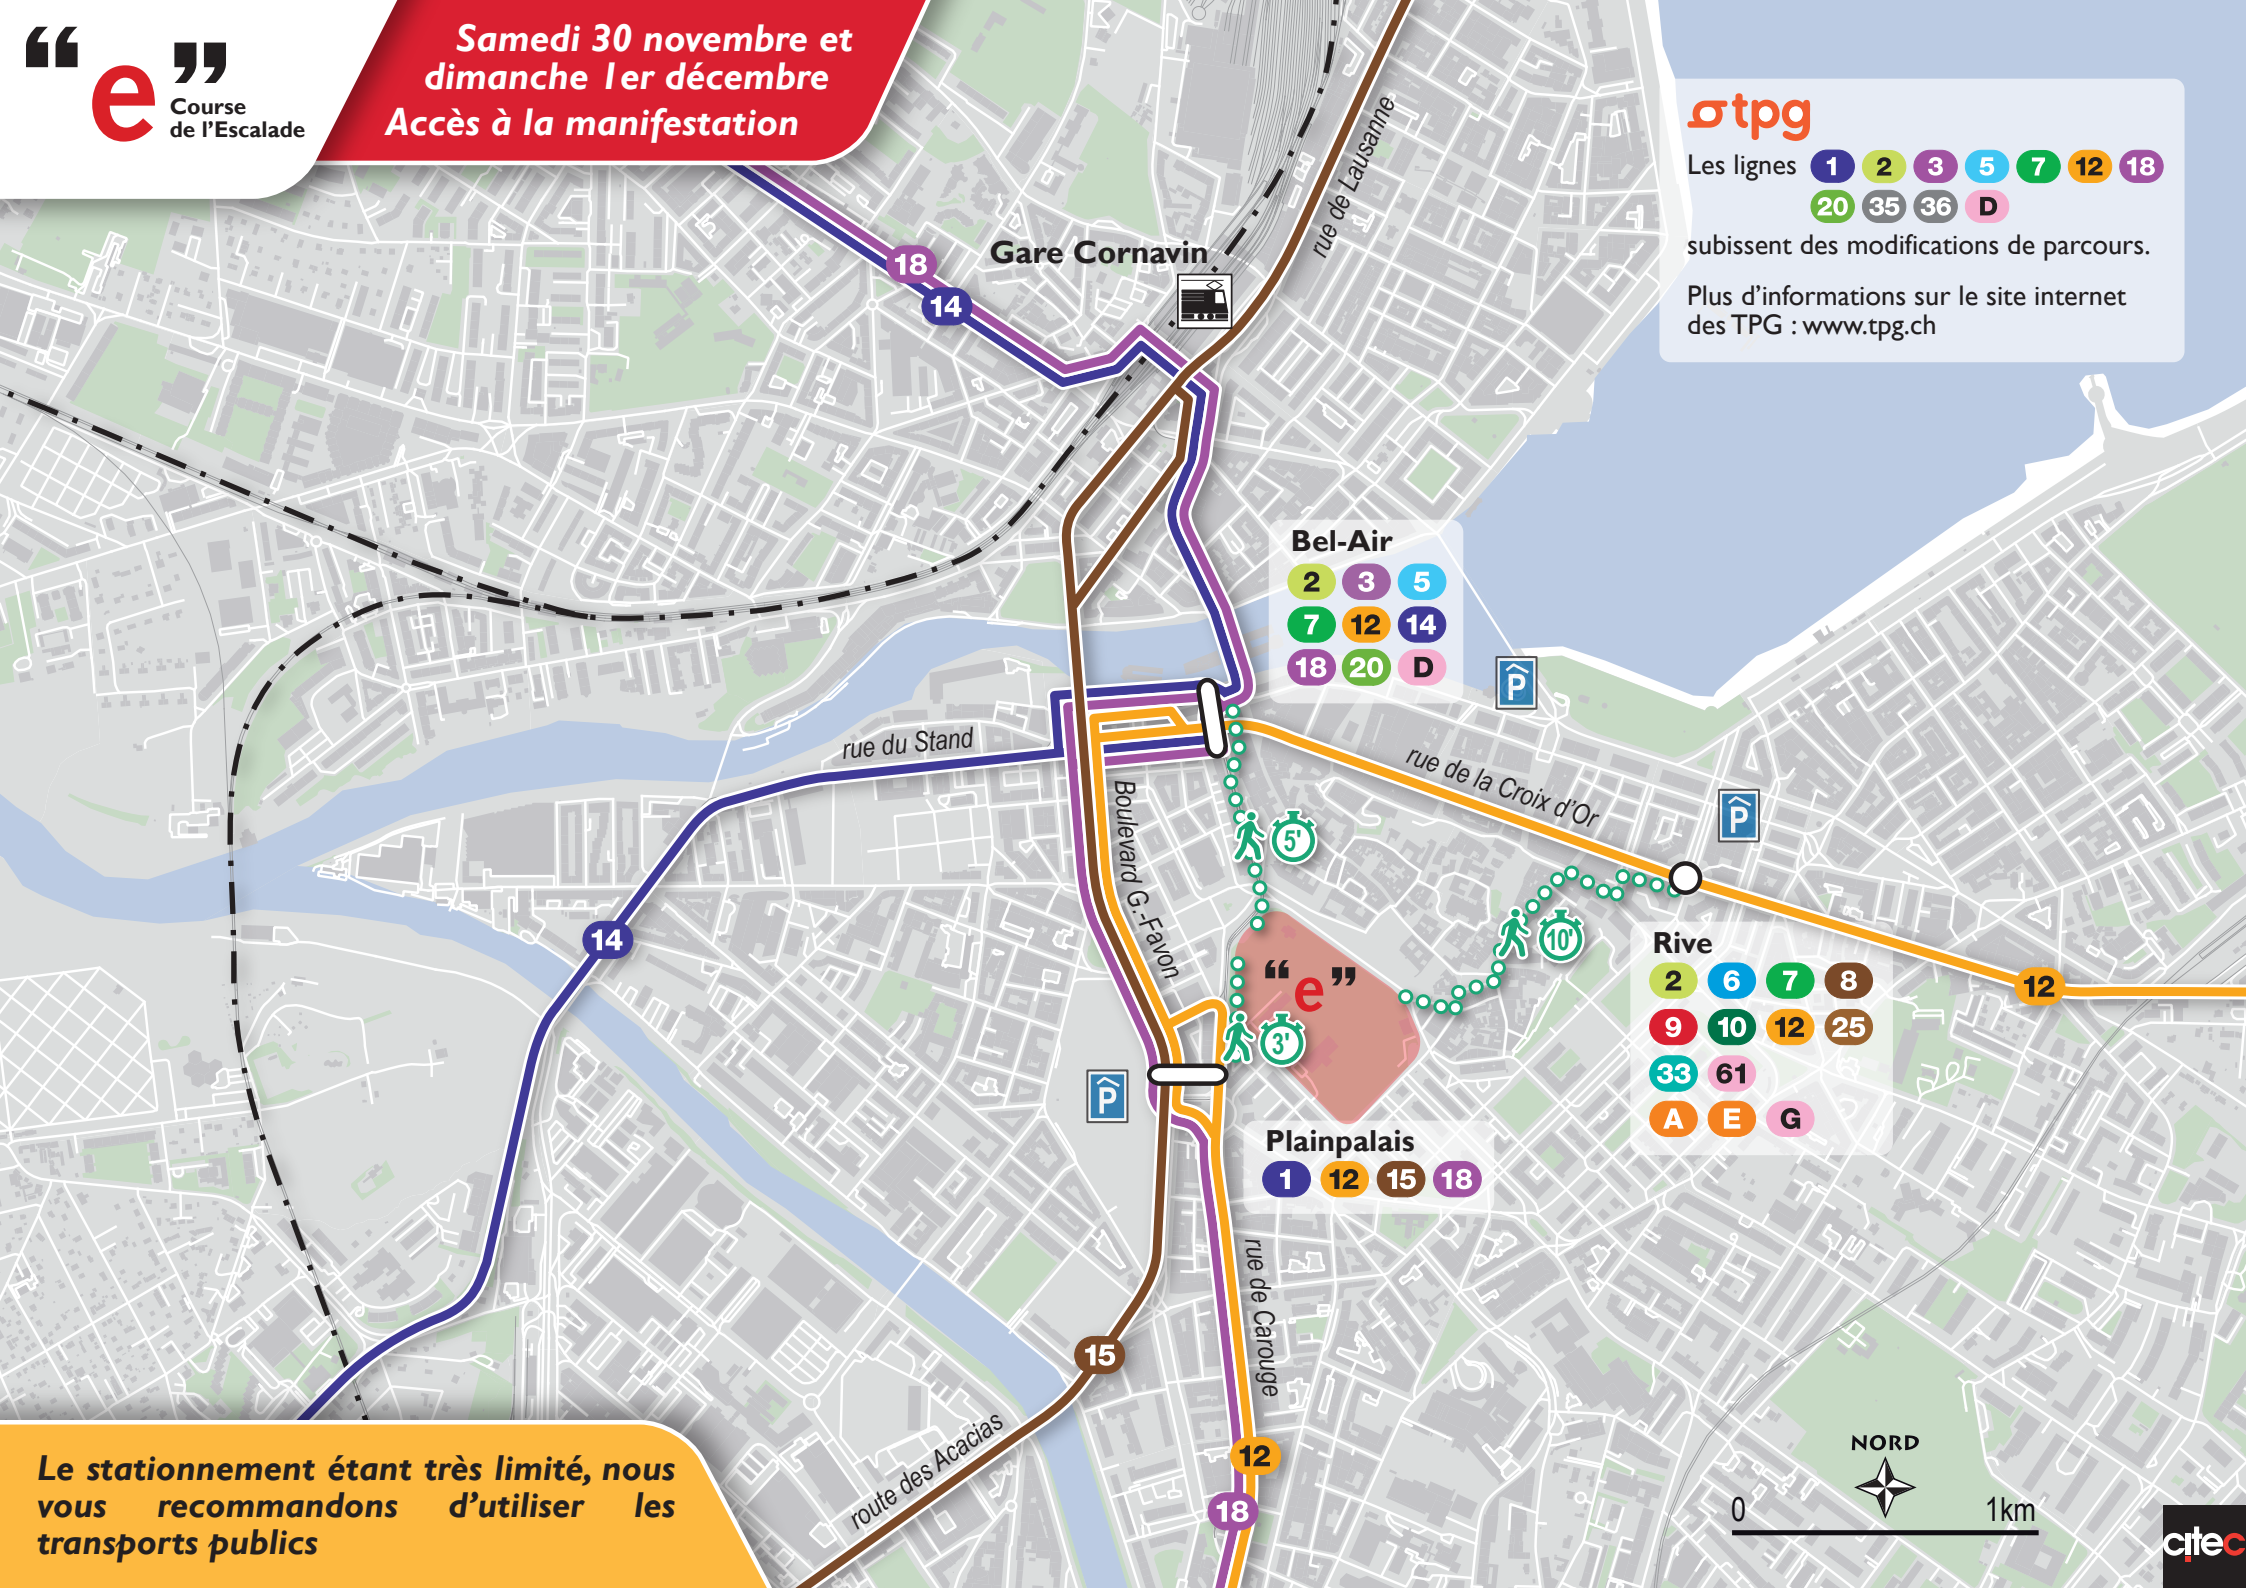 “e”
Course
de l’Escalade
Samedi 30 novembre et
dimanche 1er décembre
Accès à la manifestation
tpg
Les lignes 1 2 3 5 7 12 18
20 35 36 D
subissent des modifications de parcours.
Plus d’informations sur le site internet
des TPG : www.tpg.ch
rue de Lausanne
Gare Cornavin
18
14
Bel-Air
2 3 5
7 12 14
18 20 D
P
rue du Stand
rue de la Croix d’Or
P
Boulevard G.-Favon
5'
14
10'
“e”
3'
P
Rive
2 6 7 8
9 10 12 25
33 61
A E G
12
Plainpalais
1 12 15 18
rue de Carouge
15
route des Acacias
12
18
Le stationnement étant très limité, nous
vous recommandons d’utiliser les
transports publics
NORD
0 1km
citec